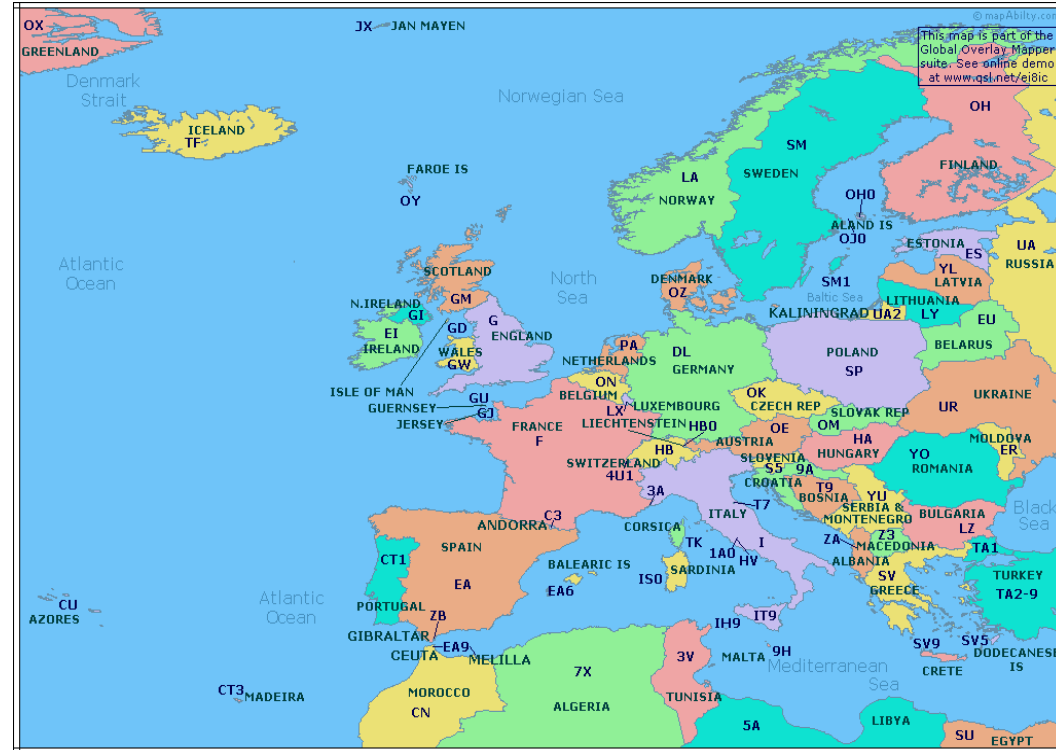 © mapAbility.com
OX
GREENLAND
JX
JAN MAYEN
This map is part of the
Global Overlay Mapper
suite. See online demo
at www.qsl.net/ei8ic
Denmark
Strait
Norwegian Sea
OH
ICELAND
TF
SM
FINLAND
FAROE IS
OY
LA
NORWAY
SWEDEN
OH0
ALAND IS
OJ0
ESTONIA
ES
UA
RUSSIA
Atlantic
Ocean
SCOTLAND
GM
North
Sea
DENMARK
OZ
SM1
Baltic Sea
YL
LATVIA
LITHUANIA
LY
KALININGRAD
UA2
N.IRELAND
GI
EI
IRELAND
GD
G
ENGLAND
WALES
GW
PA
NETHERLANDS
DL
GERMANY
POLAND
SP
EU
BELARUS
ISLE OF MAN
GUERNSEY
GU
JERSEY
GJ
ON
BELGIUM
LX
LUXEMBOURG
LIECHTENSTEIN
HB0
OK
CZECH REP
SLOVAK REP
OM
UKRAINE
UR
FRANCE
F
OE
AUSTRIA
HA
HUNGARY
MOLDOVA
ER
SWITZERLAND
HB
4U1
SLOVENIA
S5
9A
CROATIA
YO
ROMANIA
3A
T7
T9
BOSNIA
YU
SERBIA &
MONTENEGRO
BULGARIA
LZ
Black
Sea
ANDORRA
C3
CORSICA
TK
ITALY
I
1A0
HV
ZA
ALBANIA
Z3
MACEDONIA
TA1
SPAIN
EA
CT1
PORTUGAL
BALEARIC IS
EA6
SARDINIA
IS0
SV
GREECE
TURKEY
TA2-9
CU
AZORES
Atlantic
Ocean
ZB
GIBRALTAR
CEUTA
EA9
MELILLA
IH9
IT9
SV9
CRETE
SV5
DODECANESE
IS
MALTA
9H
Mediterranean
Sea
CT3
MADEIRA
MOROCCO
CN
7X
ALGERIA
3V
TUNISIA
5A
LIBYA
SU
EGYPT